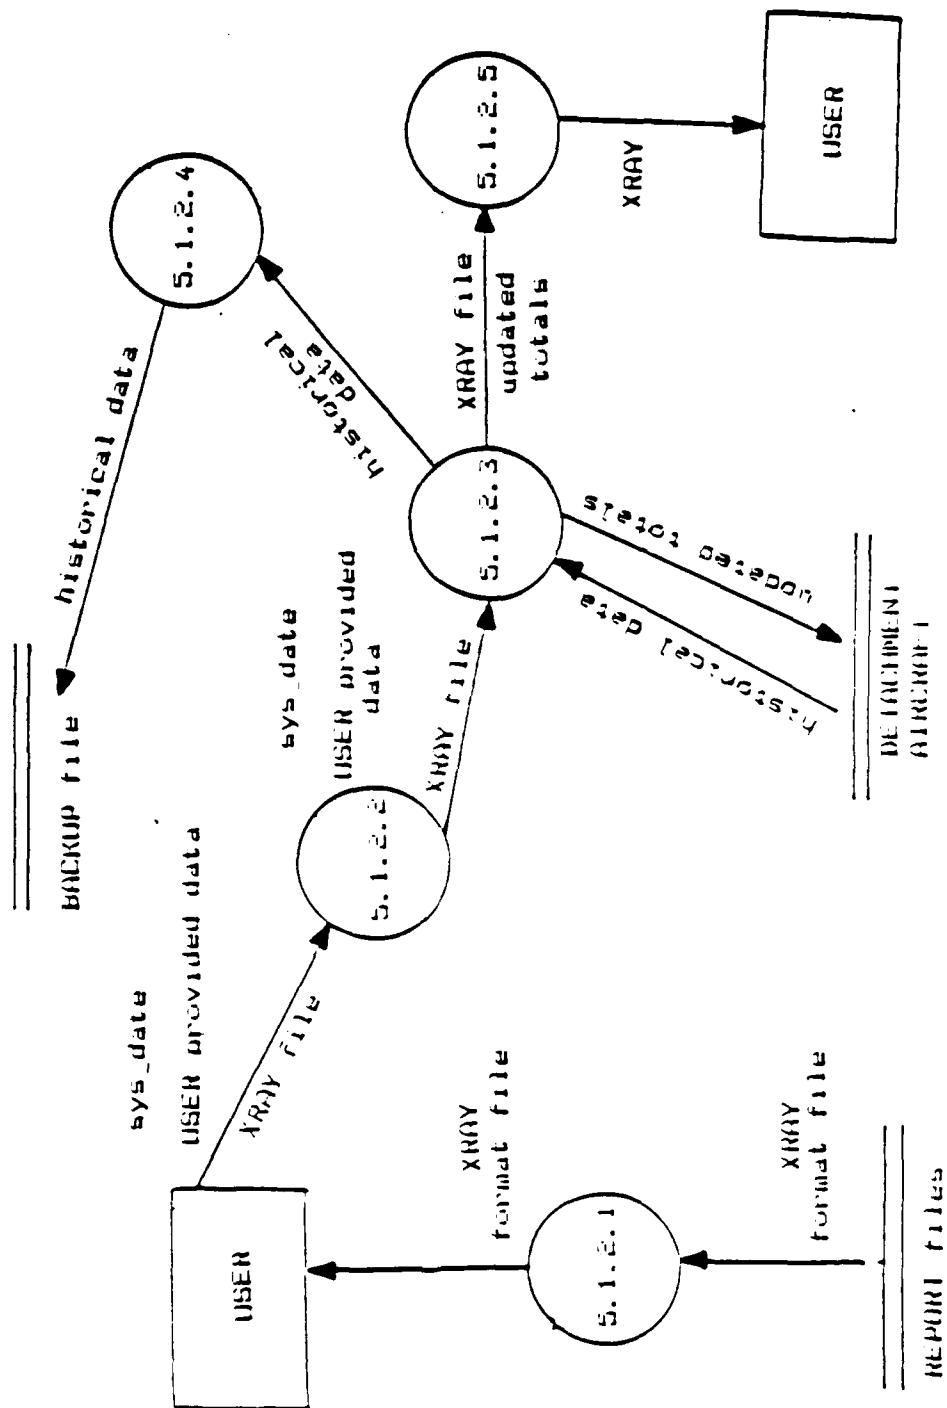 USER
sys_date
USER provided data
XRAY file
XRAY
format file
5.1.2.1
XRAY
format file
REPORT files
BACKUP file
historical data
5.1.2.4
5.1.2.2
sys_date
USER provided
data
XRAY file
historical
data
5.1.2.3
XRAY file
updated
totals
5.1.2.5
XRAY
USER
updated totals
historical data
DETACHMENT
AIRCRAFT